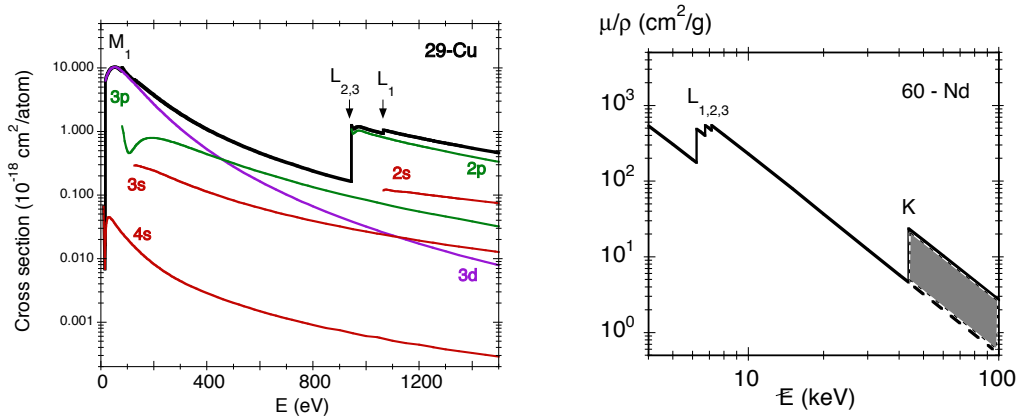 29-Cu
M1
L2,3
L1
10.000
1.000
0.100
0.010
0.001
3p
3s
4s
2s
2p
3d
Cross section (10-18 cm2/atom)
0
400
800
1200
E (eV)
μ/ρ (cm2/g)
60 - Nd
L1,2,3
K
103
102
101
100
10
100
E (keV)